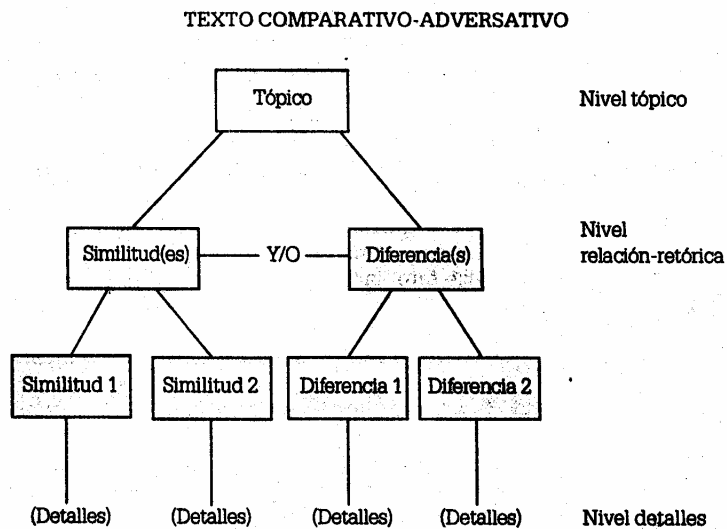 TEXTO COMPARATIVO-ADVERSATIVO
Tópico
Nivel tópico
Similitud(es)
Y/O
Diferencia(s)
Nivel
relación-retórica
Similitud 1
Similitud 2
Diferencia 1
Diferencia 2
(Detalles)
(Detalles)
(Detalles)
(Detalles)
Nivel detalles